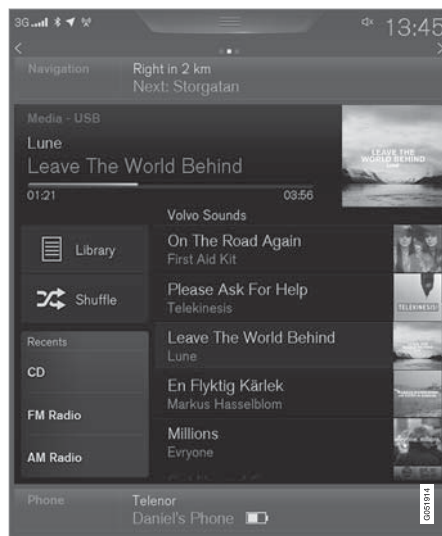 3G
13:45
Navigation
Right in 2 km
Next: Storgatan
Media - USB
Lune
Leave The World Behind
01:21
03:56
LEAVE THE
WORLD BEHIND
Volvo Sounds
Library
Shuffle
On The Road Again
First Aid Kit
Please Ask For Help
Telekinesis
TELEKINESIS!
Leave The World Behind
Lune
En Flyktig Kärlek
Markus Hasselblom
Millions
Evryone
Recents
CD
FM Radio
AM Radio
Phone
Telenor
Daniel's Phone
G051914